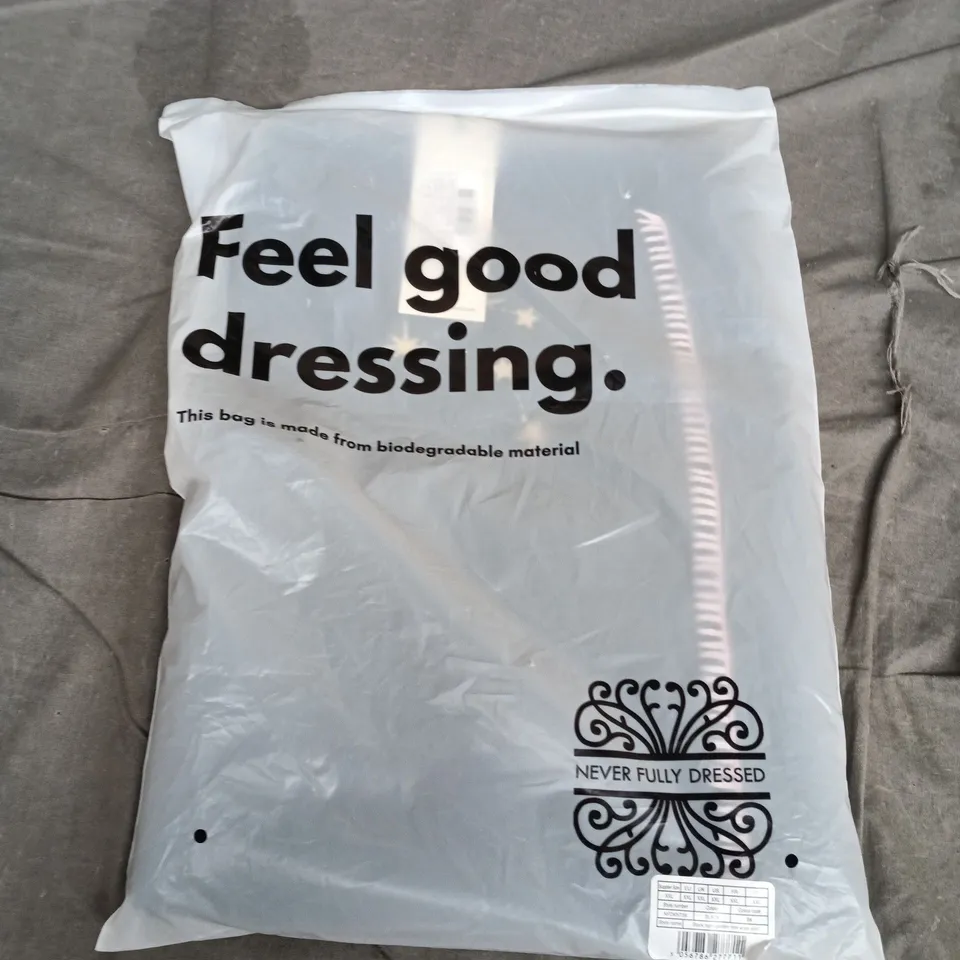 Feel good
dressing.
This bag is made from biodegradable material
NEVER FULLY DRESSED